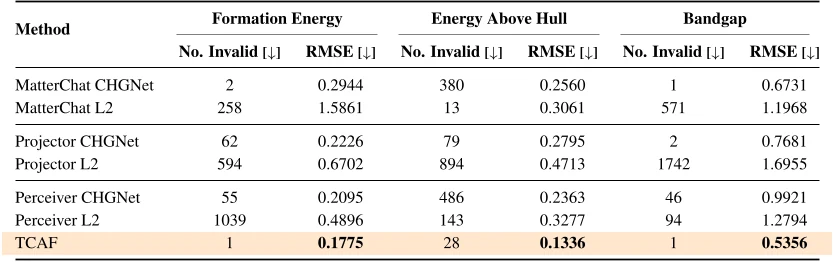 Method Formation Energy Energy Above Hull Bandgap
No. Invalid [↓] RMSE [↓] No. Invalid [↓] RMSE [↓] No. Invalid [↓] RMSE [↓]
MatterChat CHGNet 2 0.2944 380 0.2560 1 0.6731
MatterChat L2 258 1.5861 13 0.3061 571 1.1968
Projector CHGNet 62 0.2226 79 0.2795 2 0.7681
Projector L2 594 0.6702 894 0.4713 1742 1.6955
Perceiver CHGNet 55 0.2095 486 0.2363 46 0.9921
Perceiver L2 1039 0.4896 143 0.3277 94 1.2794
TCAF 1 0.1775 28 0.1336 1 0.5356